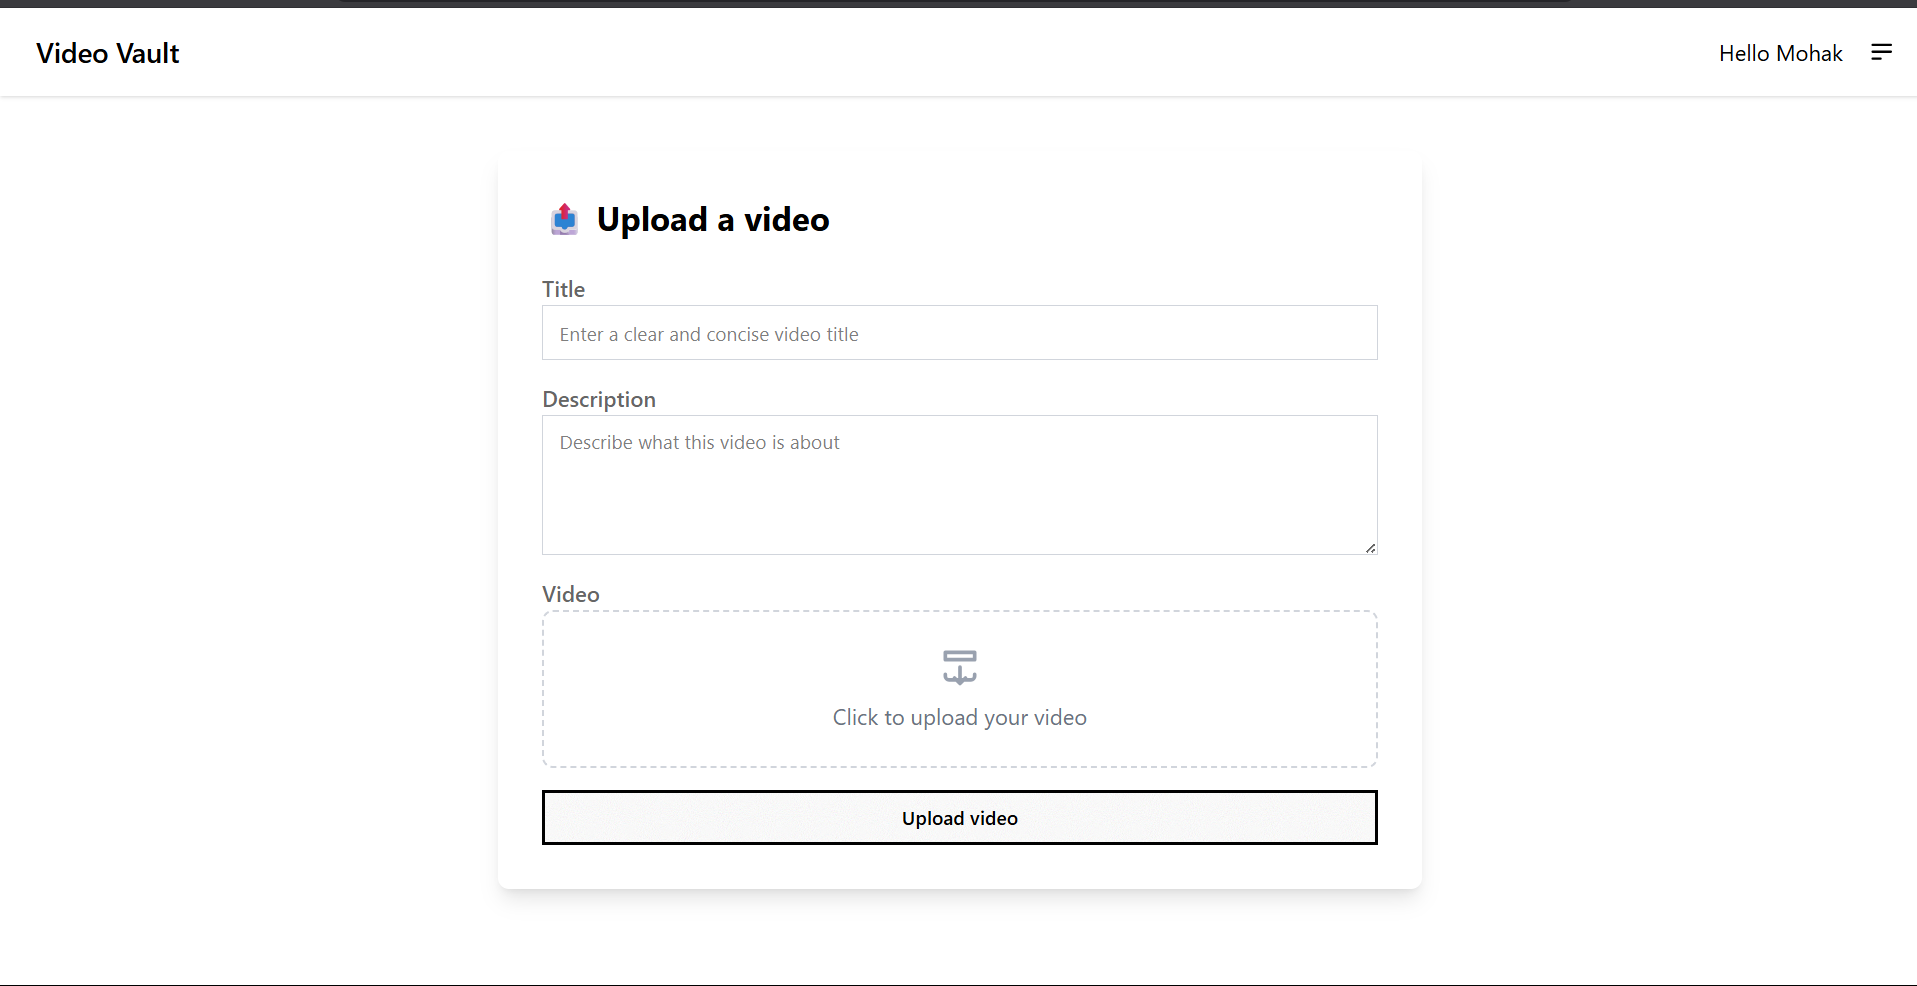 Video Vault
Hello Mohak
Upload a video
Title
Enter a clear and concise video title
Description
Describe what this video is about
Video
Click to upload your video
Upload video